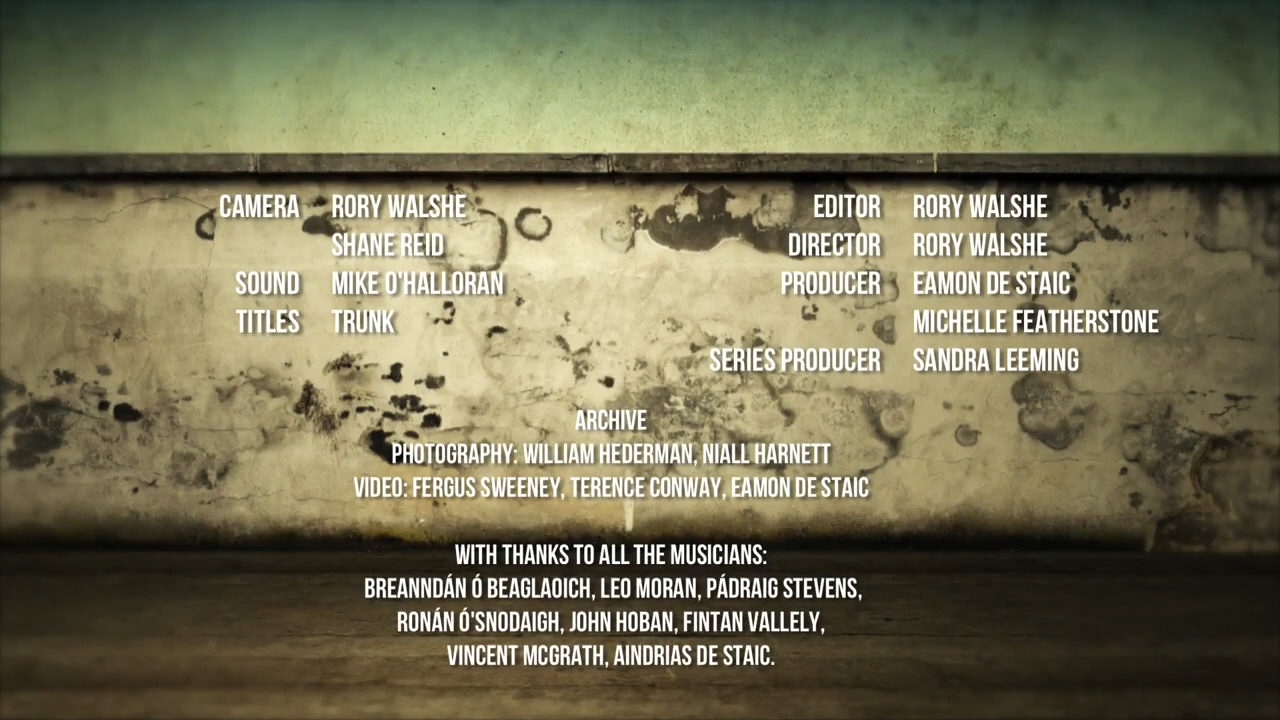 CAMERA RORY WALSHE
SHANE REID
SOUND MIKE O'HALLORAN
TITLES TRUNK
EDITOR RORY WALSHE
DIRECTOR RORY WALSHE
PRODUCER EAMON DE STAIC
MICHELLE FEATHERSTONE
SERIES PRODUCER SANDRA LEEMING
ARCHIVE
PHOTOGRAPHY: WILLIAM HEDERMAN, NIALL HARNETT
VIDEO: FERGUS SWEENEY, TERENCE CONWAY, EAMON DE STAIC
WITH THANKS TO ALL THE MUSICIANS:
BREANNDÁN Ó BEAGLAOICH, LEO MORAN, PÁDRAIG STEVENS,
RONÁN Ó'SNODAIGH, JOHN HOBAN, FINTAN VALLELY,
VINCENT MCGRATH, AINDRIAS DE STAIC.